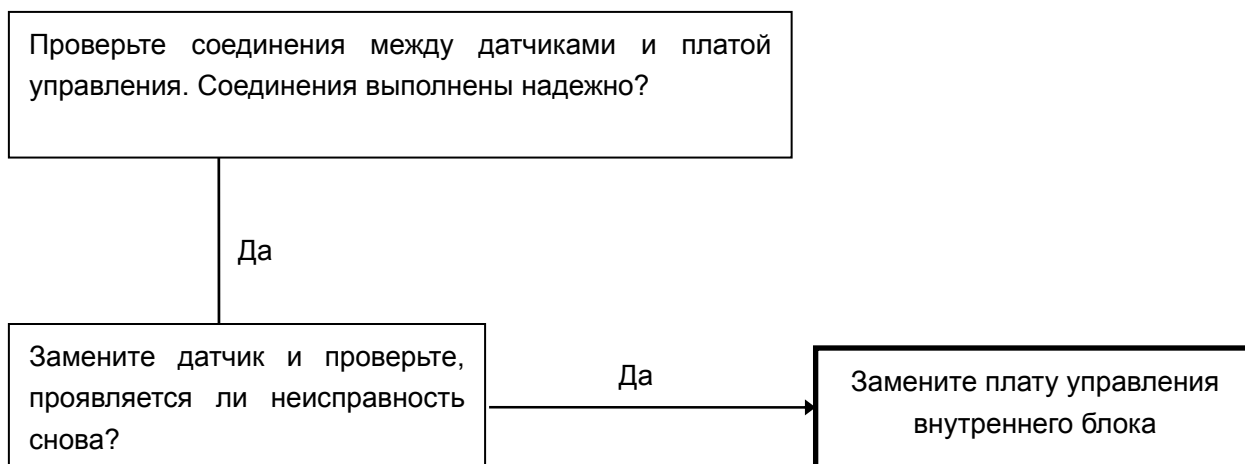 Проверьте соединения между датчиками и платой
управления. Соединения выполнены надежно?
Да
Замените датчик и проверьте,
проявляется ли неисправность
снова?
Да
Замените плату управления
внутреннего блока